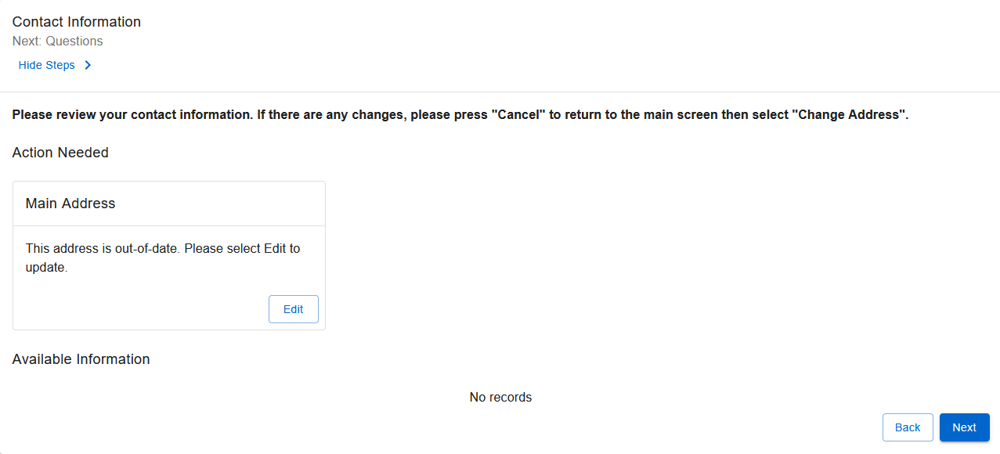 Contact Information
Next: Questions
Hide Steps
Please review your contact information. If there are any changes, please press "Cancel" to return to the main screen then select "Change Address".
Action Needed
Main Address
This address is out-of-date. Please select Edit to
update.
Edit
Available Information
No records
Back
Next